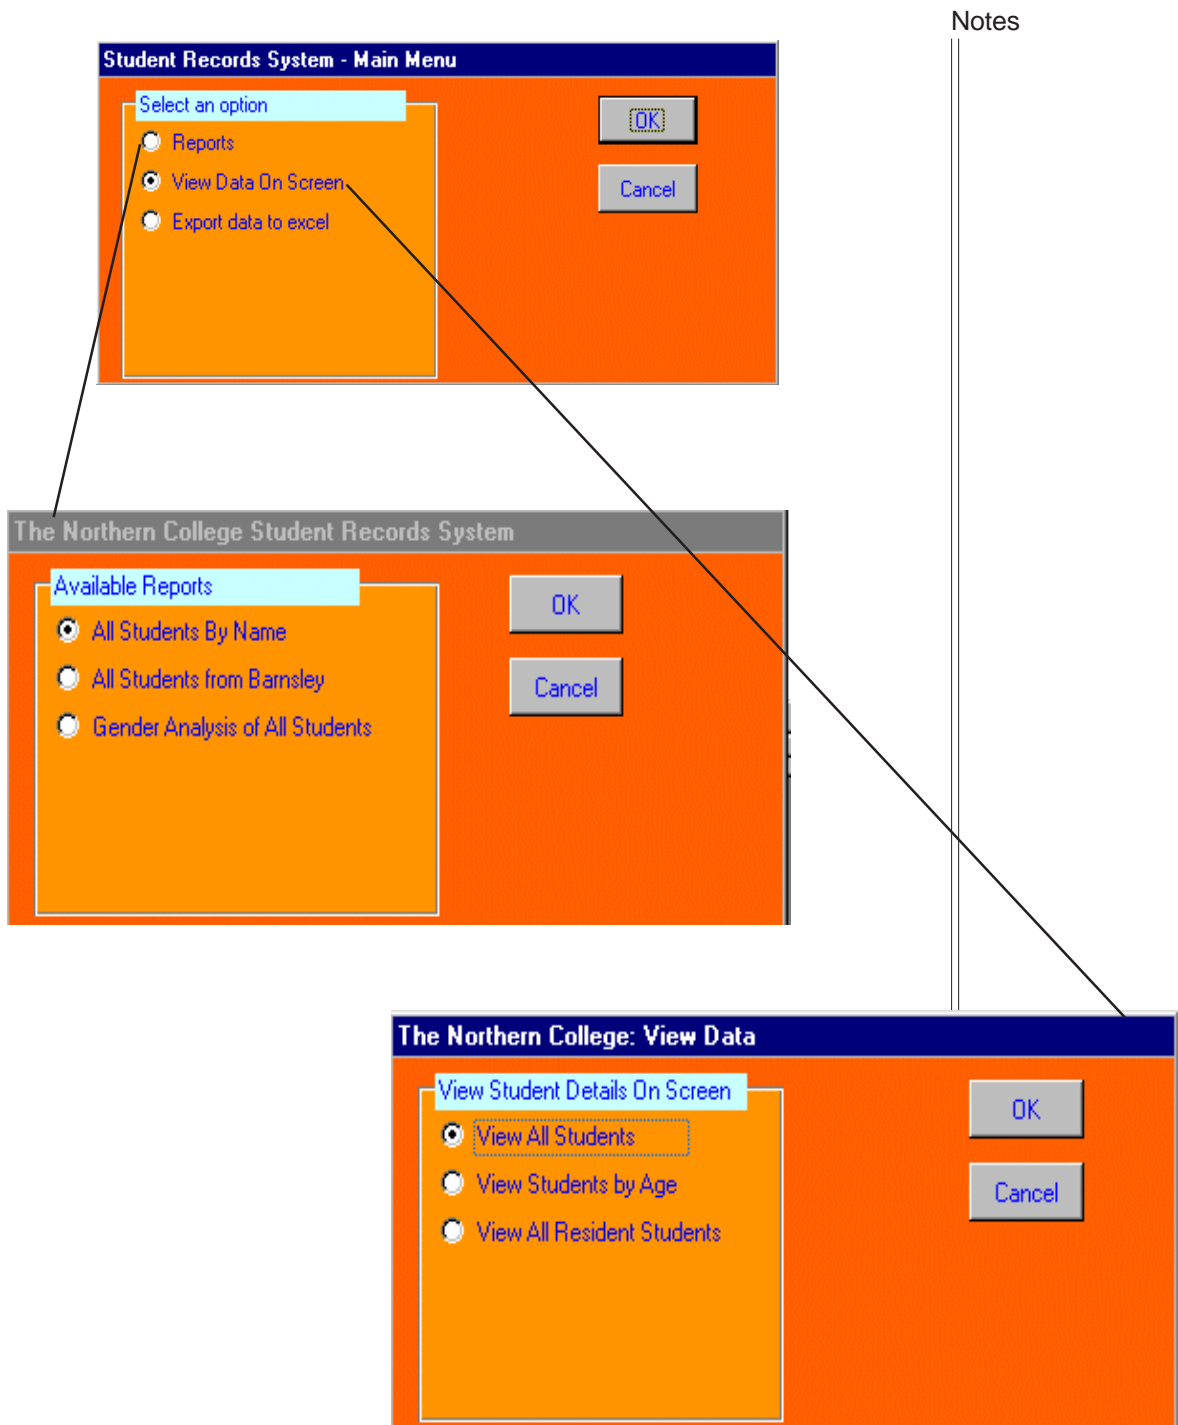 Notes
Student Records System - Main Menu
Select an option
OK
Reports
View Data On Screen
Cancel
Export data to excel
The Northern College Student Records System
Available Reports
OK
All Students By Name
All Students from Barnsley
Cancel
Gender Analysis of All Students
The Northern College: View Data
View Student Details On Screen
OK
View All Students
View Students by Age
Cancel
View All Resident Students